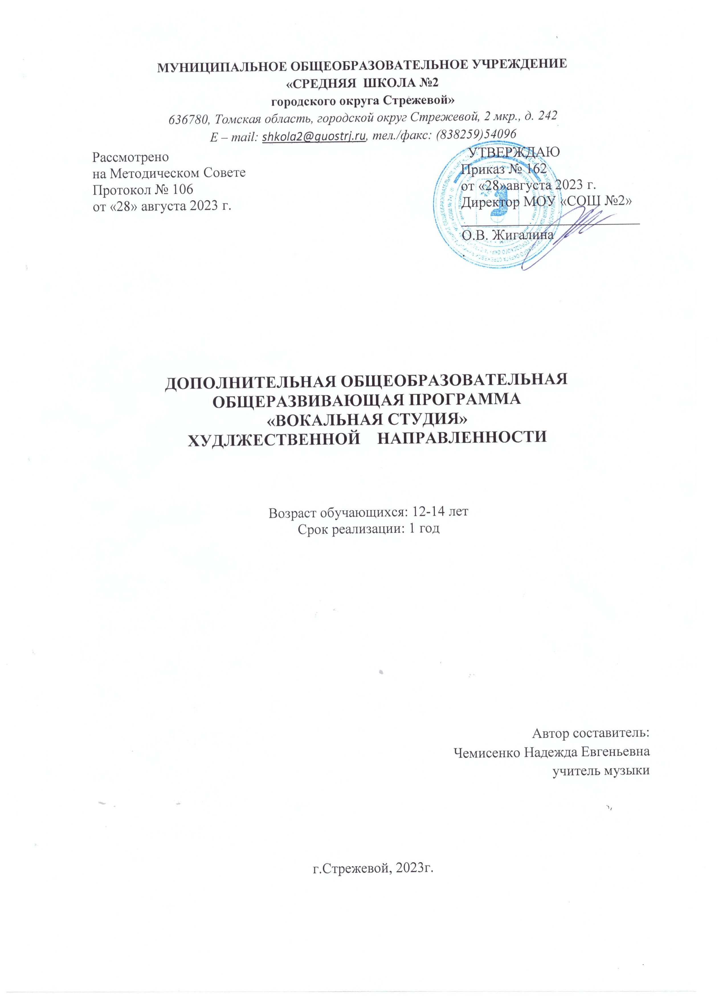 МУНИЦИПАЛЬНОЕ ОБЩЕОБРАЗОВАТЕЛЬНОЕ УЧРЕЖДЕНИЕ
«СРЕДНЯЯ ШКОЛА №2
городского округа Стрежевой»
636780, Томская область, городской округ Стрежевой, 2 мкр., д. 242
E – mail: shkola2@guostrj.ru, тел./факс: (838259)54096
Рассмотрено
на Методическом Совете
Протокол № 106
от «28» августа 2023 г.
УТВЕРЖДАЮ
Приказ № 162
от «28»августа 2023 г.
Директор МОУ «СОШ №2»
О.В. Жигалина
.
ДОПОЛНИТЕЛЬНАЯ ОБЩЕОБРАЗОВАТЕЛЬНАЯ
ОБЩЕРАЗВИВАЮЩАЯ ПРОГРАММА
«ВОКАЛЬНАЯ СТУДИЯ»
ХУДЛЖЕСТВЕННОЙ НАПРАВЛЕННОСТИ
Возраст обучающихся: 12-14 лет
Срок реализации: 1 год
Автор составитель:
Чемисенко Надежда Евгеньевна
учитель музыки
г.Стрежевой, 2023г.